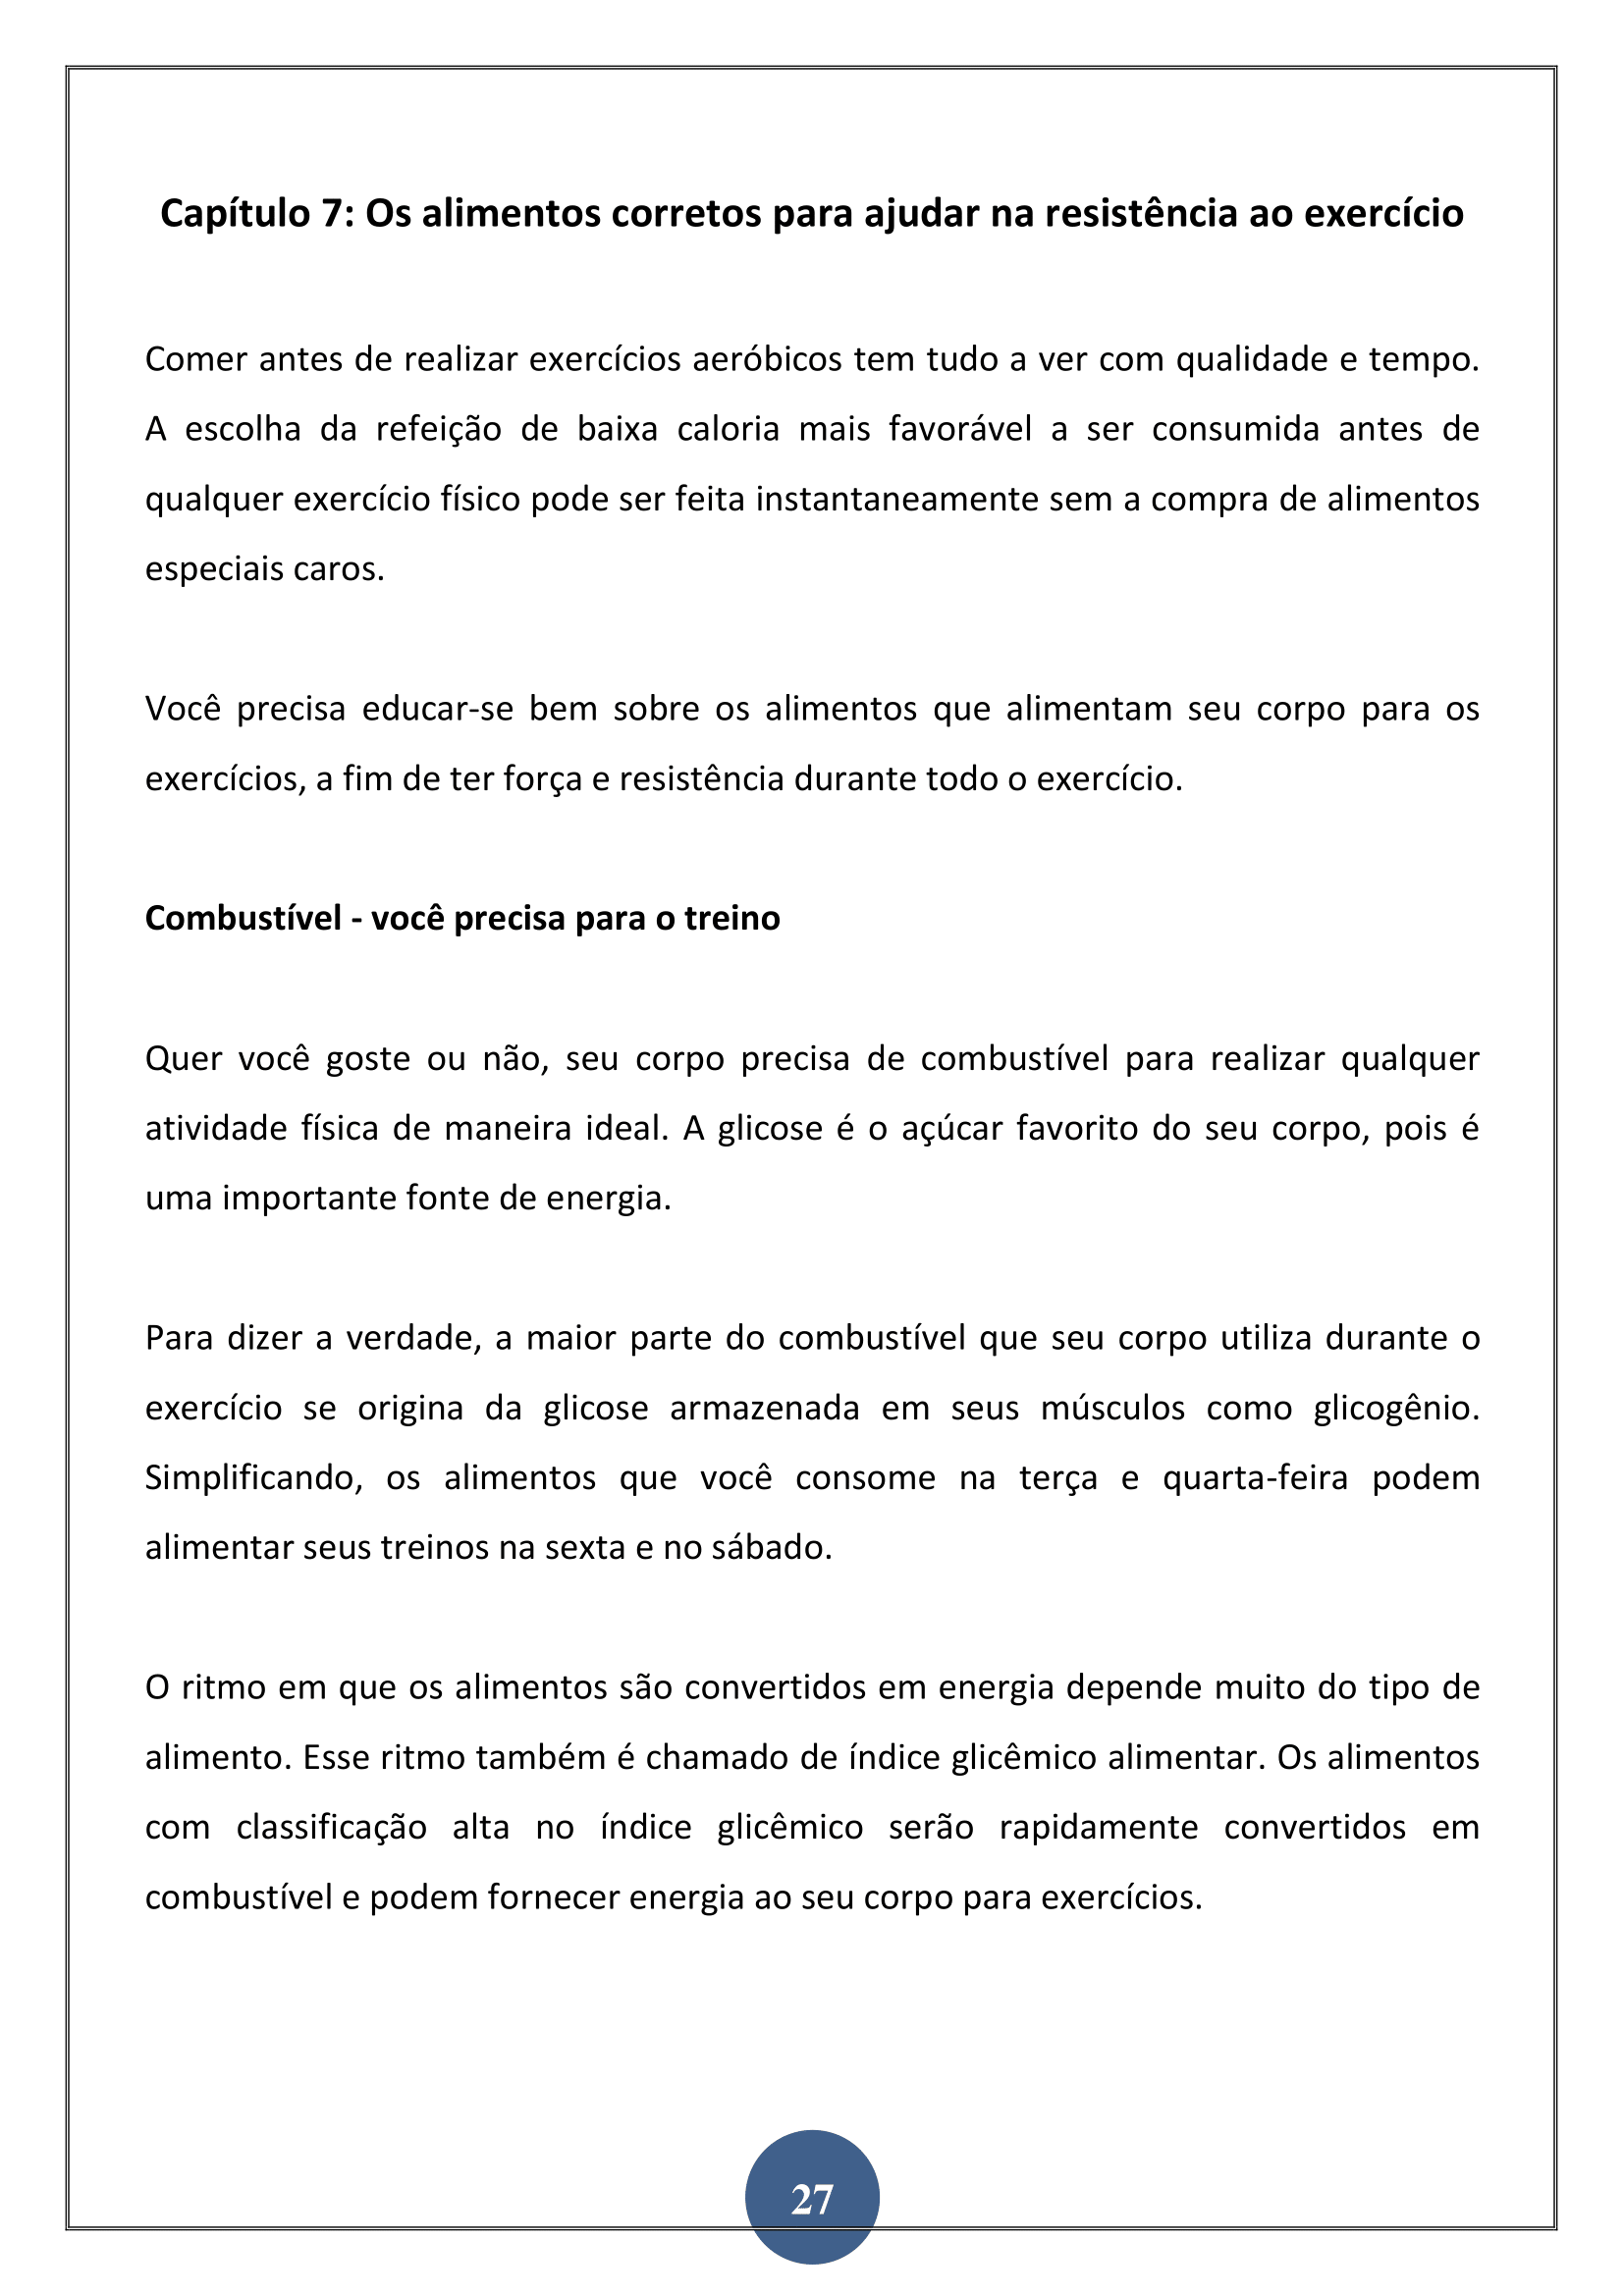 Capítulo 7: Os alimentos corretos para ajudar na resistência ao exercício
Comer antes de realizar exercícios aeróbicos tem tudo a ver com qualidade e tempo.
A escolha da refeição de baixa caloria mais favorável a ser consumida antes de
qualquer exercício físico pode ser feita instantaneamente sem a compra de alimentos
especiais caros.
Você precisa educar-se bem sobre os alimentos que alimentam seu corpo para os
exercícios, a fim de ter força e resistência durante todo o exercício.
Combustível - você precisa para o treino
Quer você goste ou não, seu corpo precisa de combustível para realizar qualquer
atividade física de maneira ideal. A glicose é o açúcar favorito do seu corpo, pois é
uma importante fonte de energia.
Para dizer a verdade, a maior parte do combustível que seu corpo utiliza durante o
exercício se origina da glicose armazenada em seus músculos como glicogênio.
Simplificando, os alimentos que você consome na terça e quarta-feira podem
alimentar seus treinos na sexta e no sábado.
O ritmo em que os alimentos são convertidos em energia depende muito do tipo de
alimento. Esse ritmo também é chamado de índice glicêmico alimentar. Os alimentos
com classificação alta no índice glicêmico serão rapidamente convertidos em
combustível e podem fornecer energia ao seu corpo para exercícios.
27